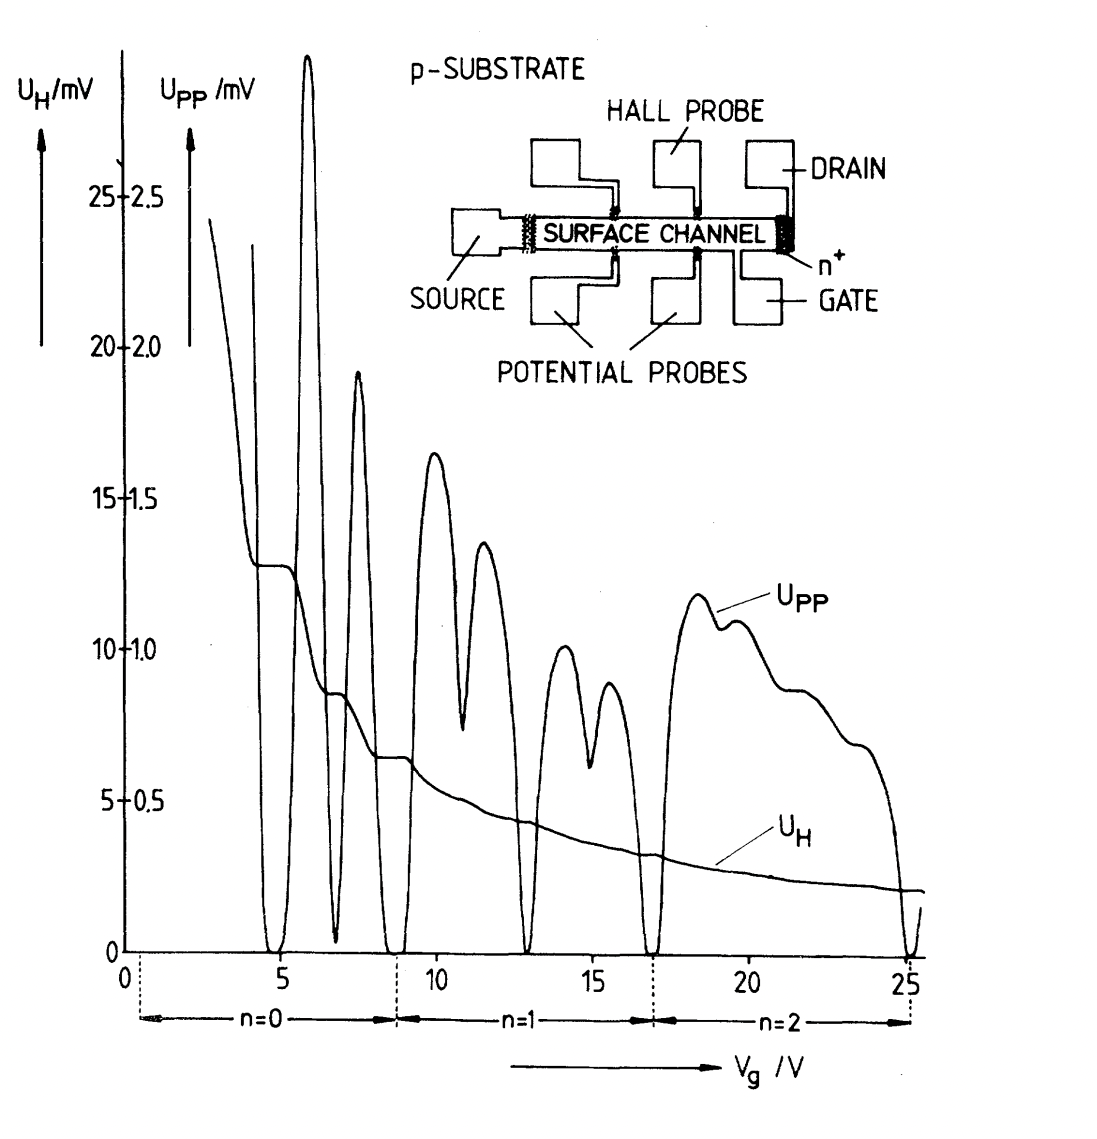 p-SUBSTRATE
U_H/mV
U_PP /mV
HALL PROBE
DRAIN
SURFACE CHANNEL
n+
SOURCE
GATE
POTENTIAL PROBES
25 2.5
20 2.0
15 1.5
10 1.0
5 0.5
0
U_PP
U_H
0 5 10 15 20 25
n=0 n=1 n=2
V_g /V